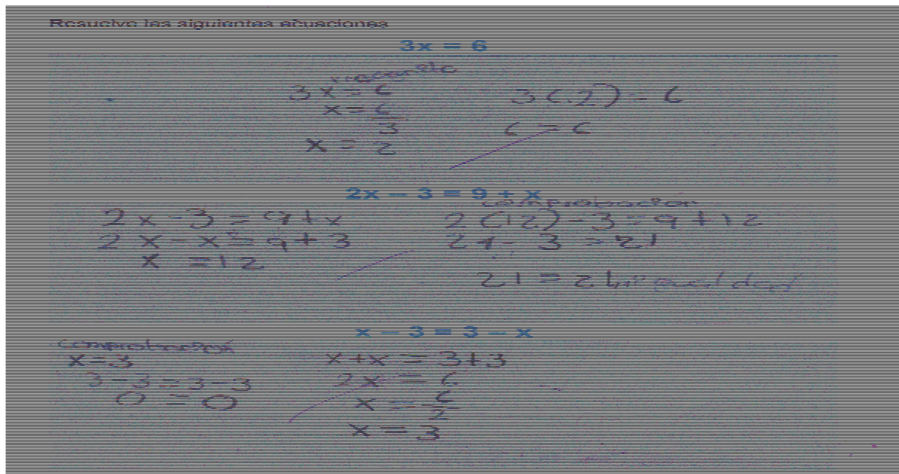 Resuelve las siguientes ecuaciones
3x = 6
3x = 6
x = 6
3
x = 2
3(2) = 6
6 = 6
2x − 3 = 9 + x
2x - 3 = 9 + x
2x - x = 9 + 3
x = 12
comprobación
2(12) - 3 = 9 + 12
24 - 3 = 21
21 = 21 igualdad
x − 3 = 3 − x
comprobación
x = 3
3 - 3 = 3 - 3
0 = 0
x + x = 3 + 3
2x = 6
x = 6
2
x = 3